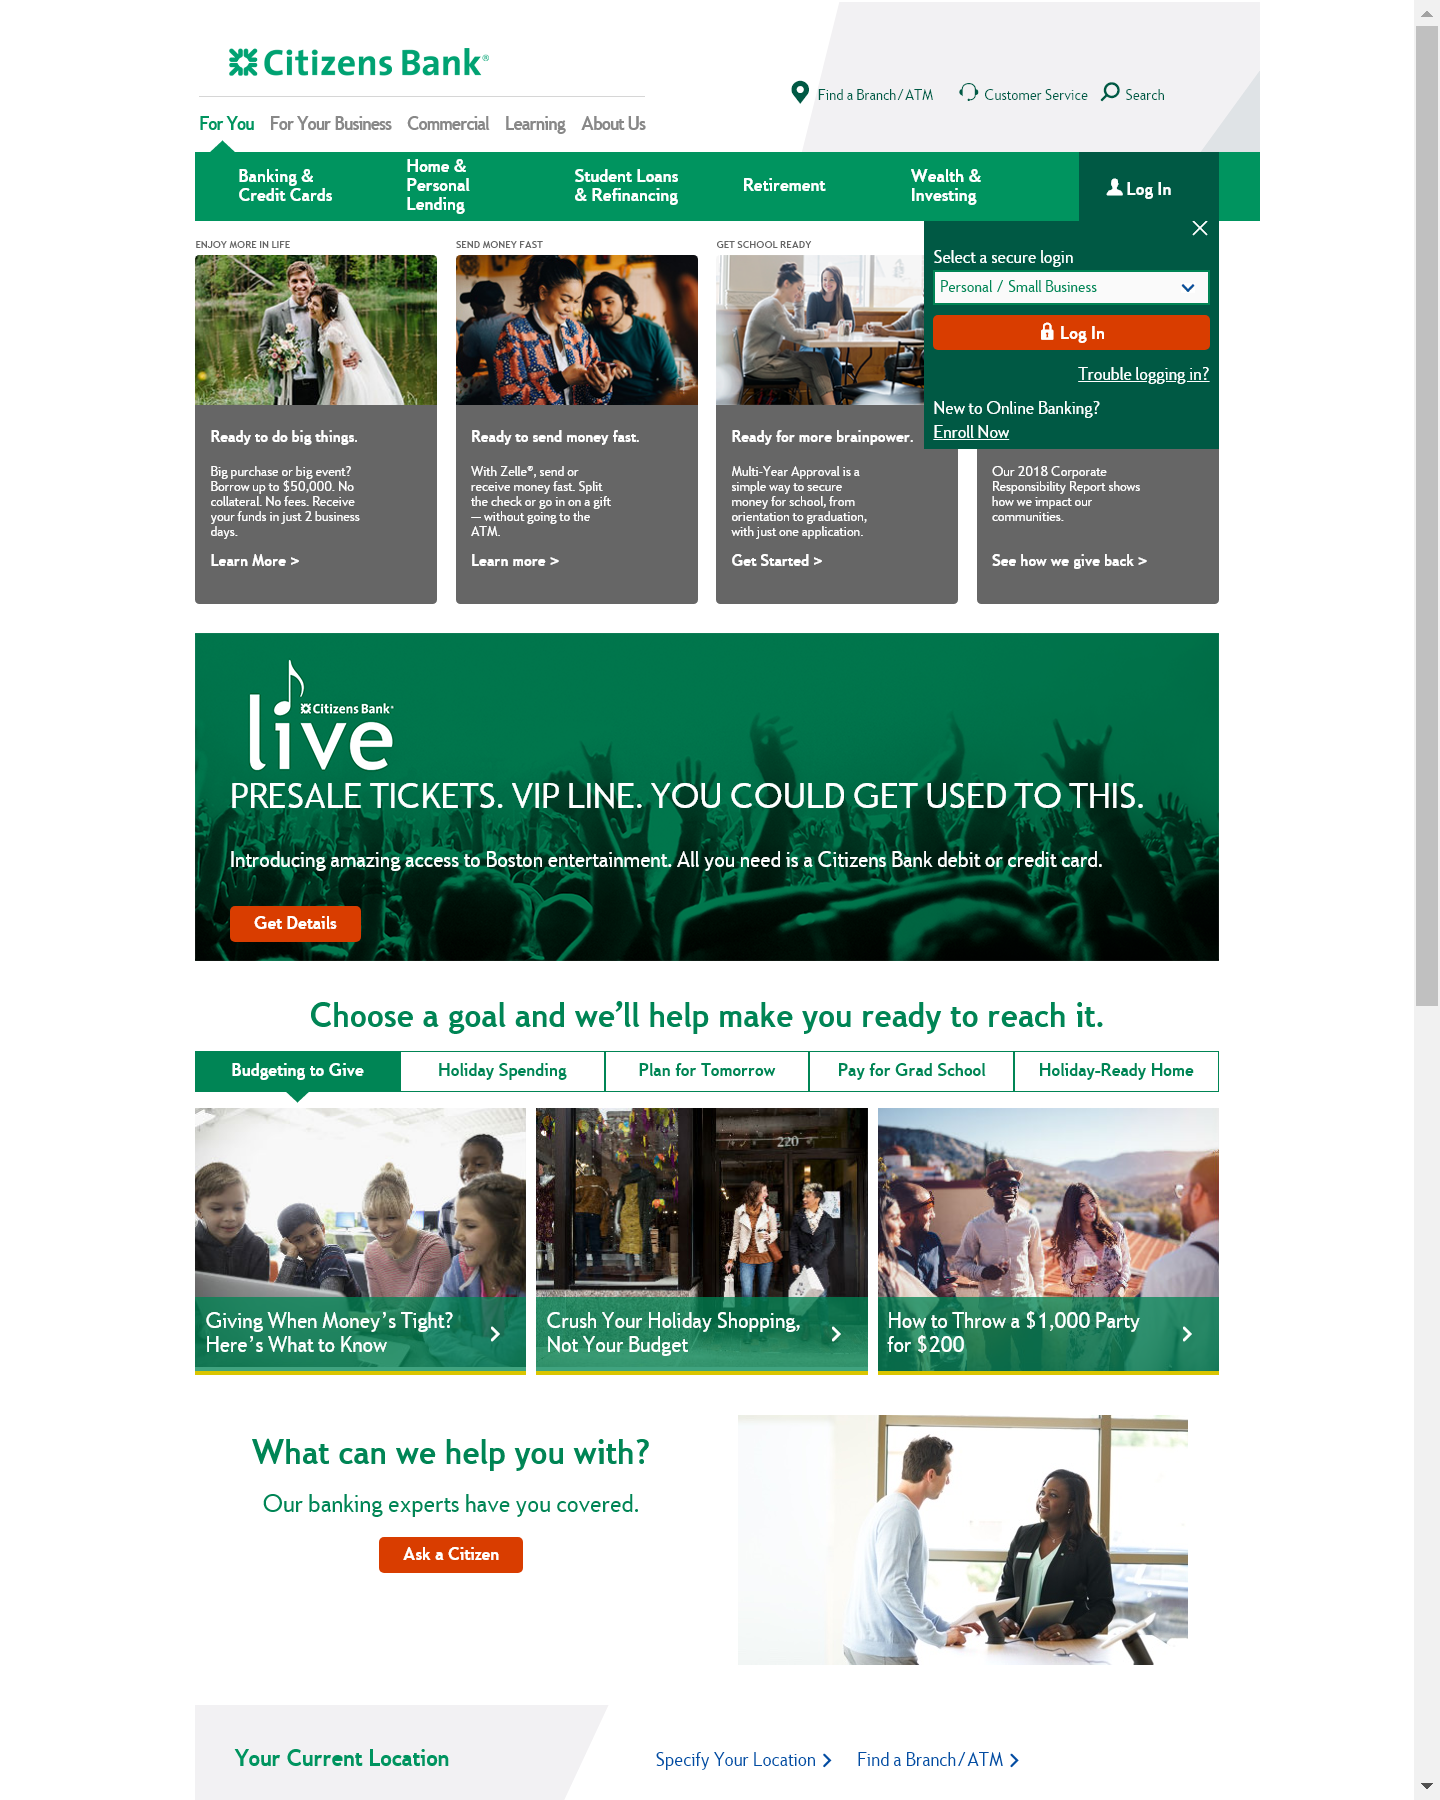 Citizens Bank®
Find a Branch/ATM
Customer Service
Search
For You
For Your Business
Commercial
Learning
About Us
Banking &
Credit Cards
Home &
Personal
Lending
Student Loans
& Refinancing
Retirement
Wealth &
Investing
Log In
Select a secure login
Personal / Small Business
Log In
Trouble logging in?
New to Online Banking?
Enroll Now
ENJOY MORE IN LIFE
Ready to do big things.
Big purchase or big event?
Borrow up to $50,000. No
collateral. No fees. Receive
your funds in just 2 business
days.
Learn More >
SEND MONEY FAST
Ready to send money fast.
With Zelle®, send or
receive money fast. Split
the check or go in on a gift
— without going to the
ATM.
Learn more >
GET SCHOOL READY
Ready for more brainpower.
Multi-Year Approval is a
simple way to secure
money for school, from
orientation to graduation,
with just one application.
Get Started >
Our 2018 Corporate
Responsibility Report shows
how we impact our
communities.
See how we give back >
Citizens Bank®
live
PRESALE TICKETS. VIP LINE. YOU COULD GET USED TO THIS.
Introducing amazing access to Boston entertainment. All you need is a Citizens Bank debit or credit card.
Get Details
Choose a goal and we’ll help make you ready to reach it.
Budgeting to Give
Holiday Spending
Plan for Tomorrow
Pay for Grad School
Holiday-Ready Home
220
Giving When Money’s Tight?
Here’s What to Know
Crush Your Holiday Shopping,
Not Your Budget
How to Throw a $1,000 Party
for $200
What can we help you with?
Our banking experts have you covered.
Ask a Citizen
Your Current Location
Specify Your Location
Find a Branch/ATM